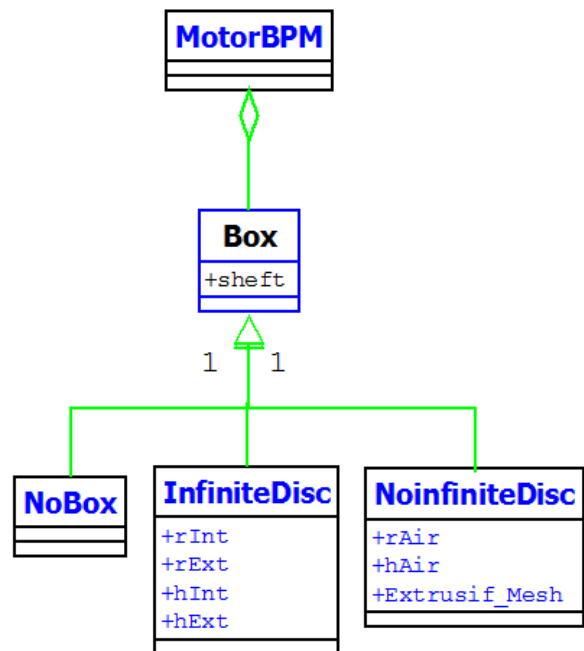 MotorBPM
Box
+sheft
1 1
NoBox
InfiniteDisc
+rInt
+rExt
+hInt
+hExt
NoinfiniteDisc
+rAir
+hAir
+Extrusif_Mesh